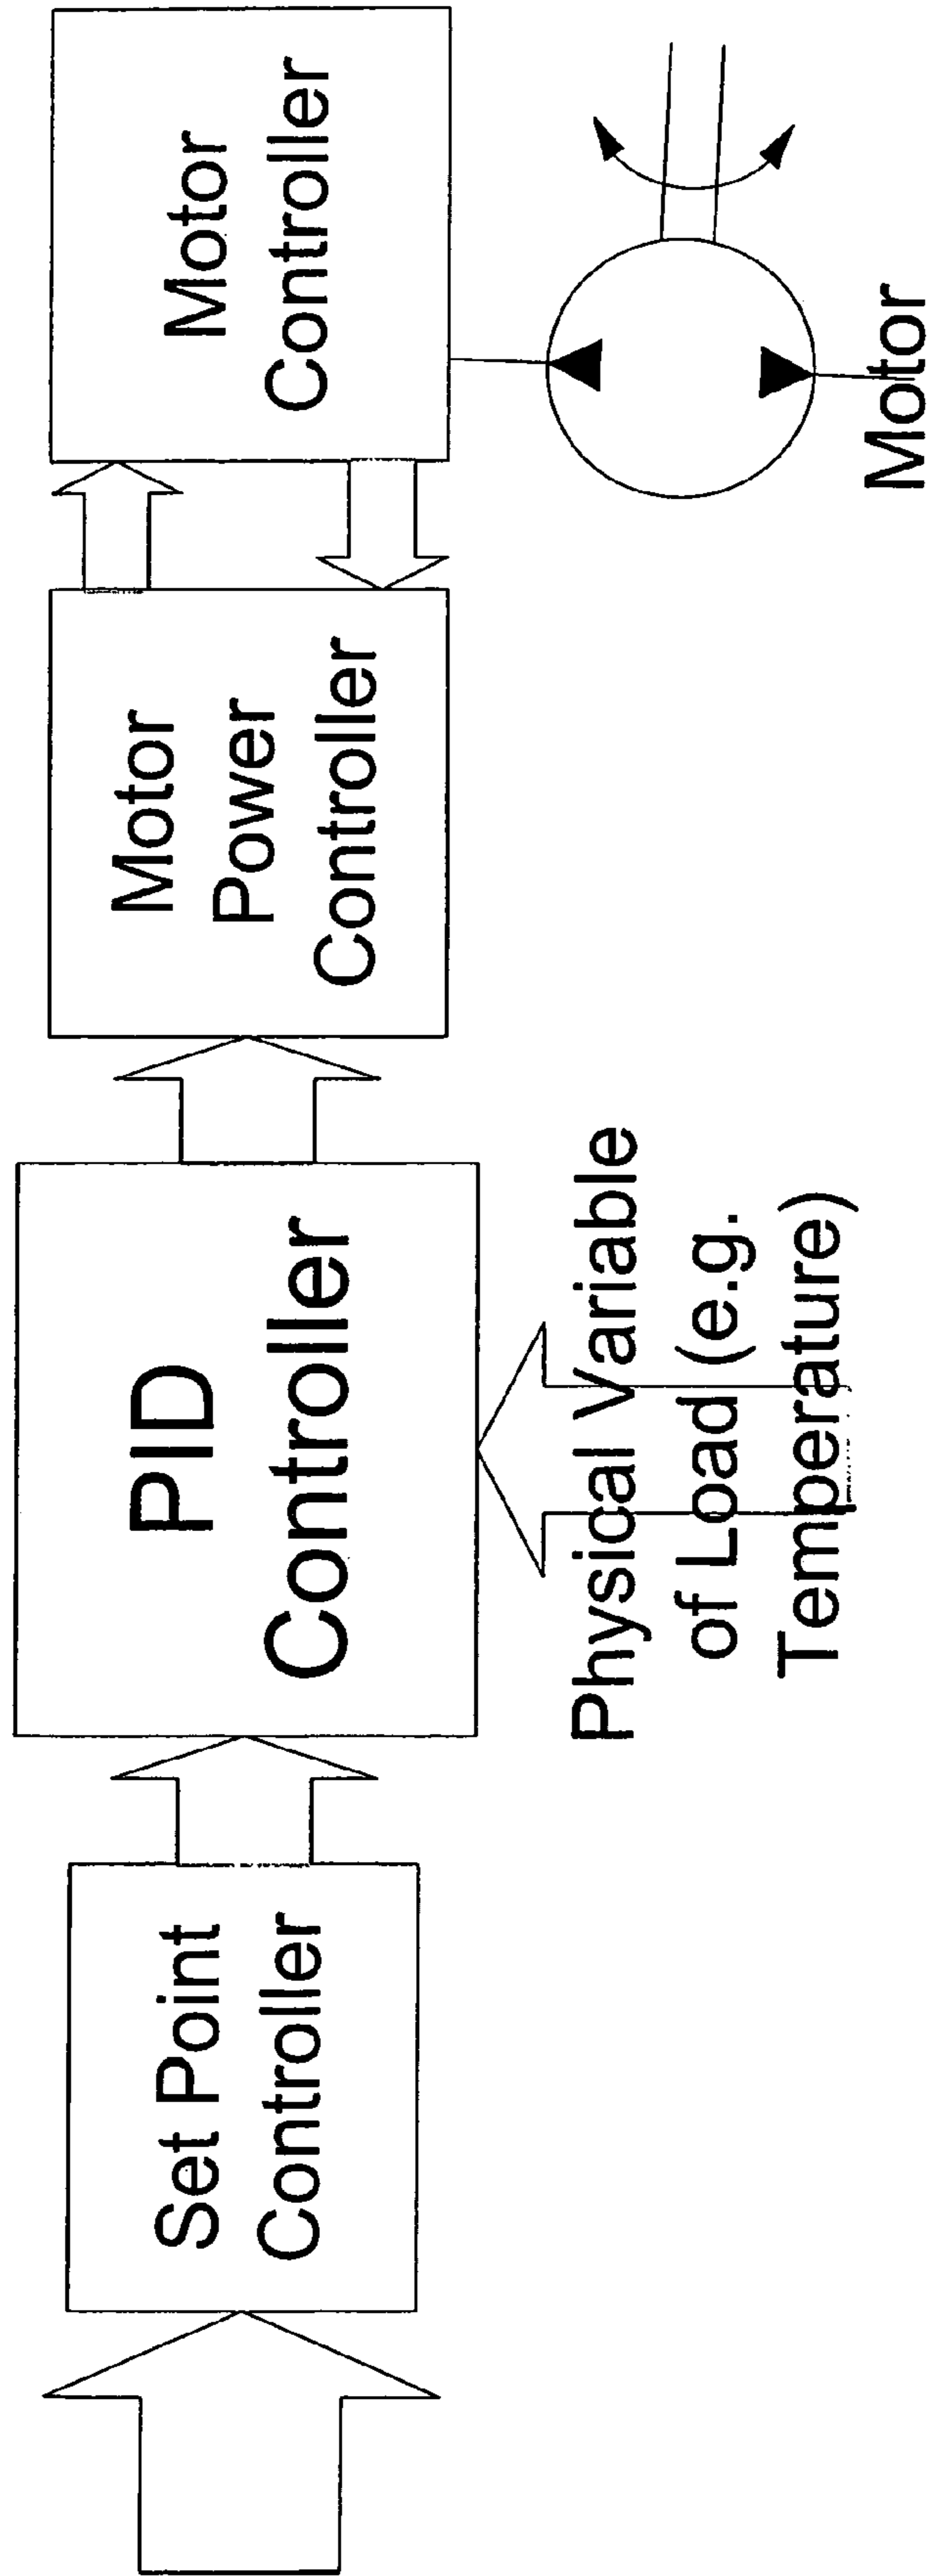 Set Point
Controller
PID
Controller
Physical Variable
of Load (e.g.
Temperature)
Motor
Power
Controller
Motor
Controller
Motor